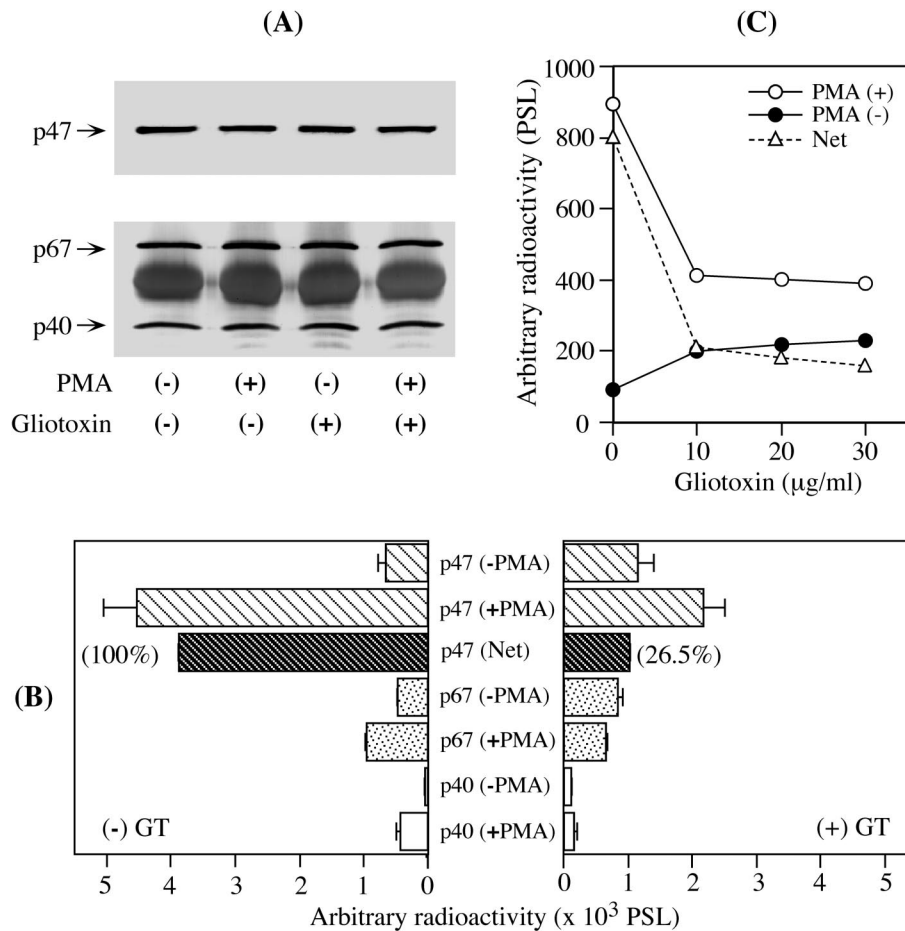 (A)
p47
p67
p40
PMA (-) (+) (-) (+)
Gliotoxin (-) (-) (+) (+)
(C)
Arbitrary radioactivity (PSL)
1000
800
600
400
200
0
PMA (+)
PMA (-)
Net
0 10 20 30
Gliotoxin (µg/ml)
(B)
p47 (-PMA)
p47 (+PMA)
(100%) p47 (Net) (26.5%)
p67 (-PMA)
p67 (+PMA)
p40 (-PMA)
(-) GT p40 (+PMA) (+) GT
5 4 3 2 1 0 0 1 2 3 4 5
Arbitrary radioactivity (x 10³ PSL)